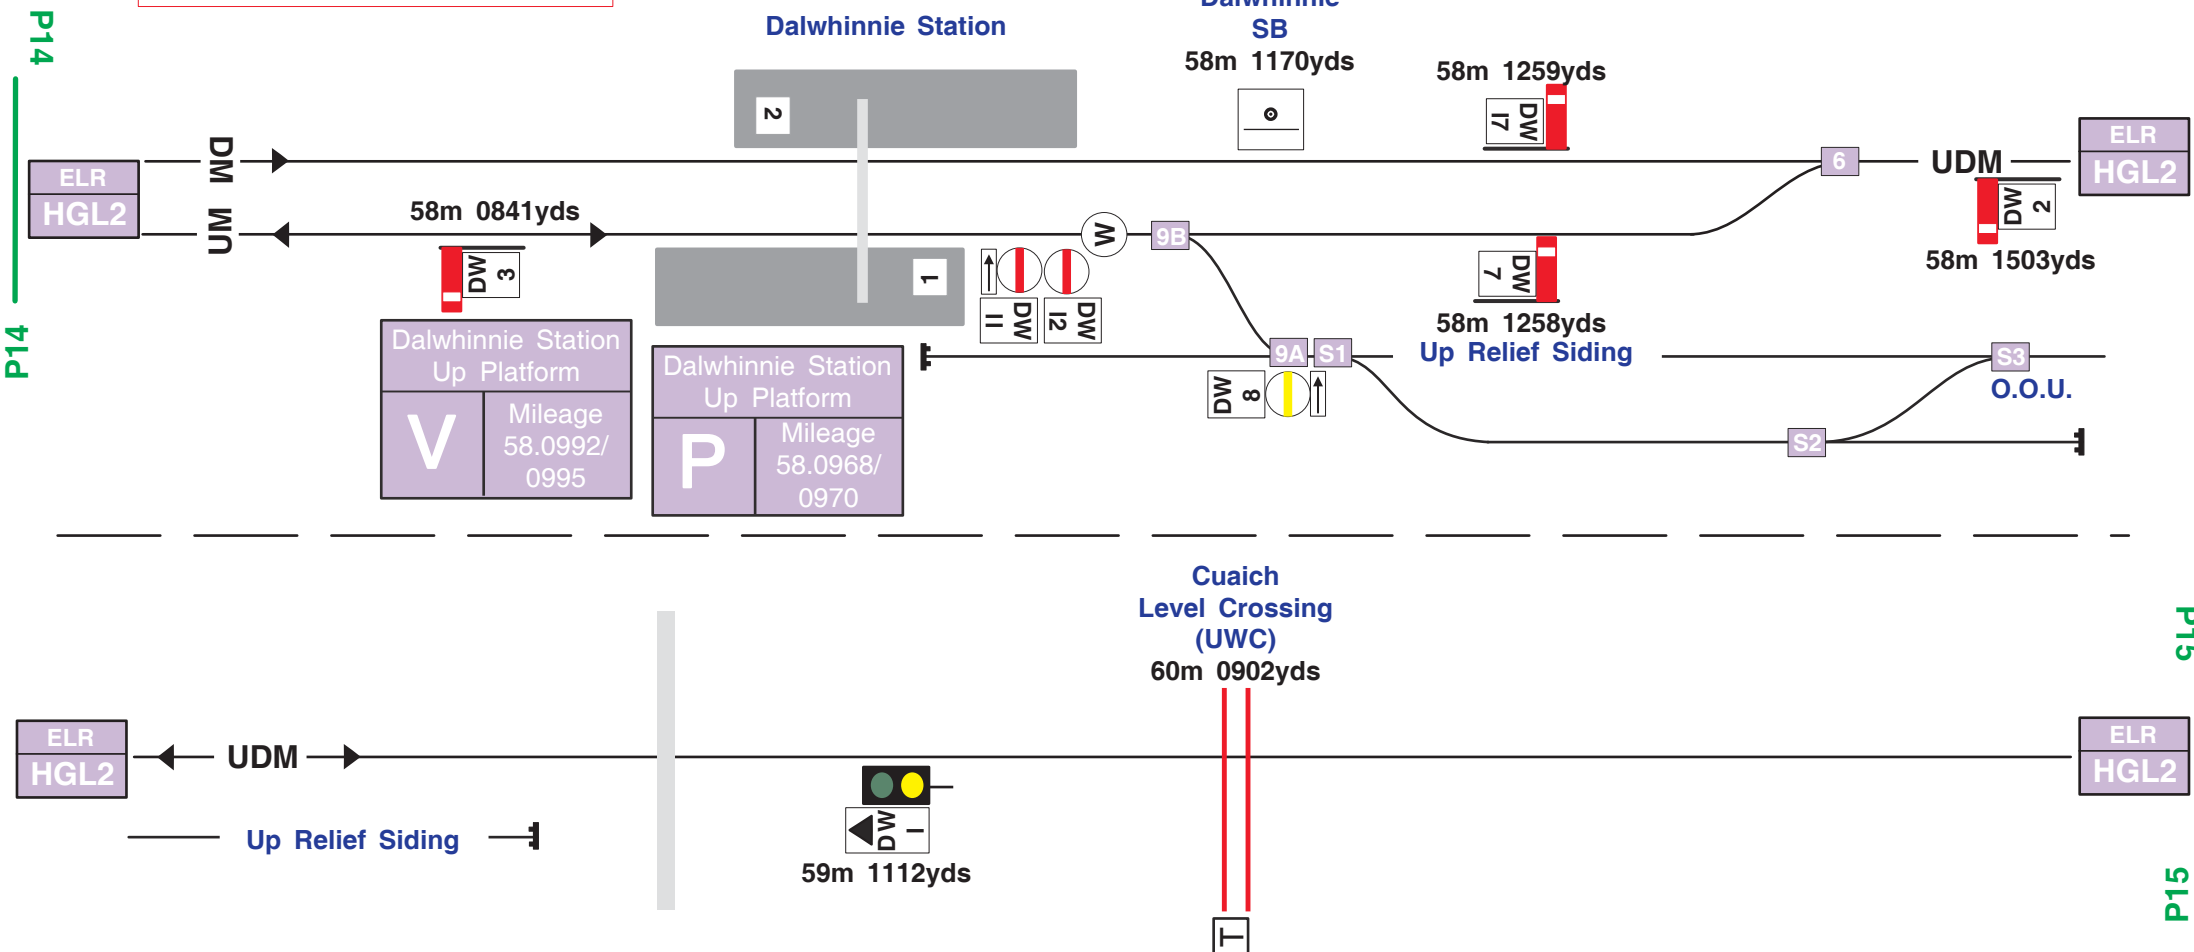 P14
Dalwhinnie Station
Dalwhinnie
SB
58m 1170yds
58m 1259yds
2
DW
17
DM
ELR
HGL2
6
UDM
ELR
HGL2
58m 0841yds
UM
W
9B
DW
3
1
DW
11
DW
12
DW
7
DW
2
58m 1503yds
58m 1258yds
P14
Dalwhinnie Station
Up Platform
V
Mileage
58.0992/
0995
Dalwhinnie Station
Up Platform
P
Mileage
58.0968/
0970
9A
S1
Up Relief Siding
S3
O.O.U.
DW
8
S2
Cuaich
Level Crossing
(UWC)
60m 0902yds
P15
ELR
HGL2
UDM
ELR
HGL2
DW
1
Up Relief Siding
59m 1112yds
P15
T